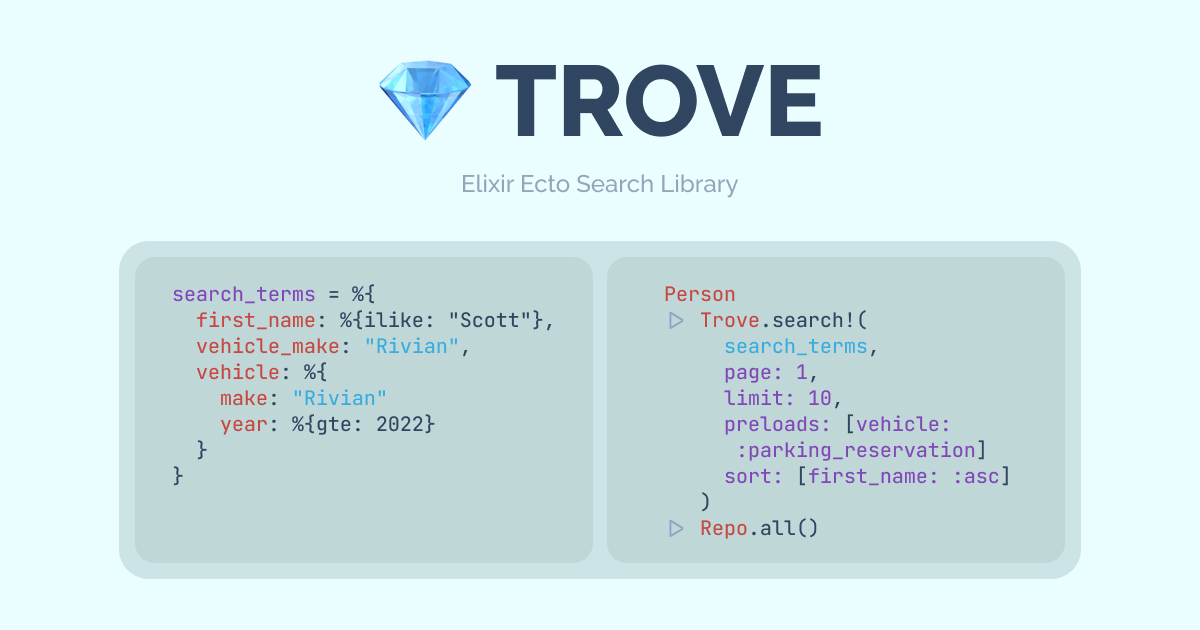 TROVE
Elixir Ecto Search Library
search_terms = %{
  first_name: %{ilike: "Scott"},
  vehicle_make: "Rivian",
  vehicle: %{
    make: "Rivian"
    year: %{gte: 2022}
  }
}
Person
▷ Trove.search!(
    search_terms,
    page: 1,
    limit: 10,
    preloads: [vehicle:
     :parking_reservation]
    sort: [first_name: :asc]
  )
▷ Repo.all()